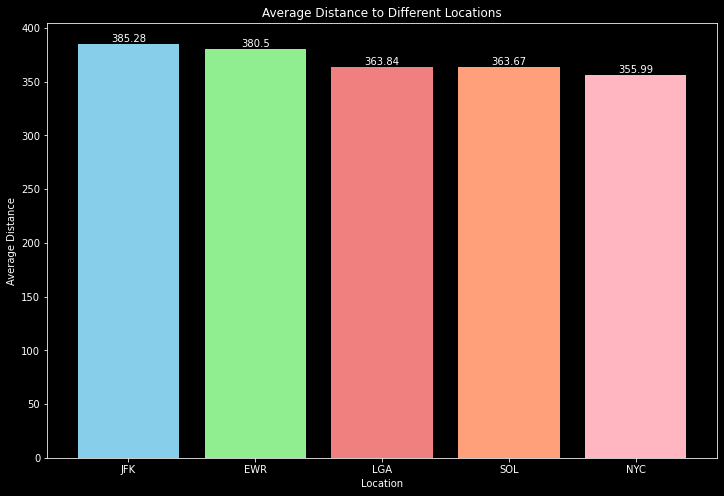 Average Distance to Different Locations
Average Distance
400
350
300
250
200
150
100
50
0
385.28
380.5
363.84
363.67
355.99
JFK
EWR
LGA
SOL
NYC
Location